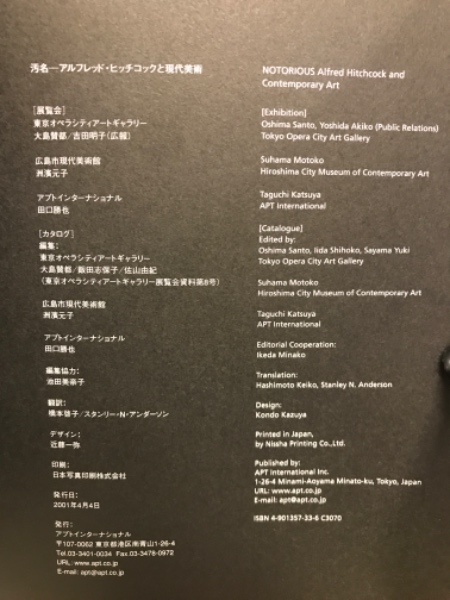 汚名―アルフレッド・ヒッチコックと現代美術
[展覧会]
東京オペラシティアートギャラリー
大島賛都/吉田明子(広報)
広島市現代美術館
洲濱元子
アプトインターナショナル
田口勝也
[カタログ]
編集:
東京オペラシティアートギャラリー
大島賛都/飯田志保子/佐山由紀
(東京オペラシティアートギャラリー展覧会資料第8号)
広島市現代美術館
洲濱元子
アプトインターナショナル
田口勝也
編集協力:
池田美奈子
翻訳:
橋本啓子/スタンリー・N・アンダーソン
デザイン:
近藤一弥
印刷:
日本写真印刷株式会社
発行日:
2001年4月4日
発行:
アプトインターナショナル
〒107-0062 東京都港区南青山1-26-4
Tel.03-3401-0034 Fax.03-3478-0972
URL: www.apt.co.jp
E-mail: apt@apt.co.jp
NOTORIOUS Alfred Hitchcock and
Contemporary Art
[Exhibition]
Oshima Santo, Yoshida Akiko (Public Relations)
Tokyo Opera City Art Gallery
Suhama Motoko
Hiroshima City Museum of Contemporary Art
Taguchi Katsuya
APT International
[Catalogue]
Edited by:
Oshima Santo, Iida Shihoko, Sayama Yuki
Tokyo Opera City Art Gallery
Suhama Motoko
Hiroshima City Museum of Contemporary Art
Taguchi Katsuya
APT International
Editorial Cooperation:
Ikeda Minako
Translation:
Hashimoto Keiko, Stanley N. Anderson
Design:
Kondo Kazuya
Printed in Japan,
by Nissha Printing Co.,Ltd.
Published by:
APT International Inc.
1-26-4 Minami-Aoyama Minato-ku, Tokyo, Japan
URL: www.apt.co.jp
E-mail: apt@apt.co.jp
ISBN 4-901357-33-6 C3070